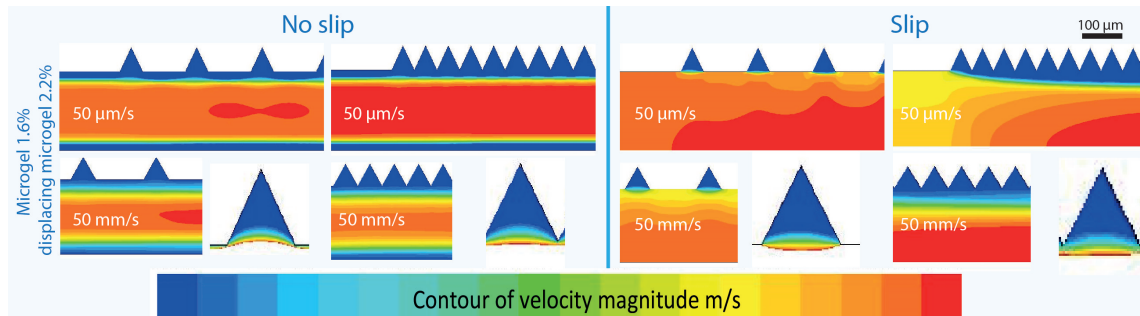 No slip
Slip
100 µm
Microgel 1.6%
displacing microgel 2.2%
50 µm/s
50 µm/s
50 µm/s
50 µm/s
50 mm/s
50 mm/s
50 mm/s
50 mm/s
Contour of velocity magnitude m/s